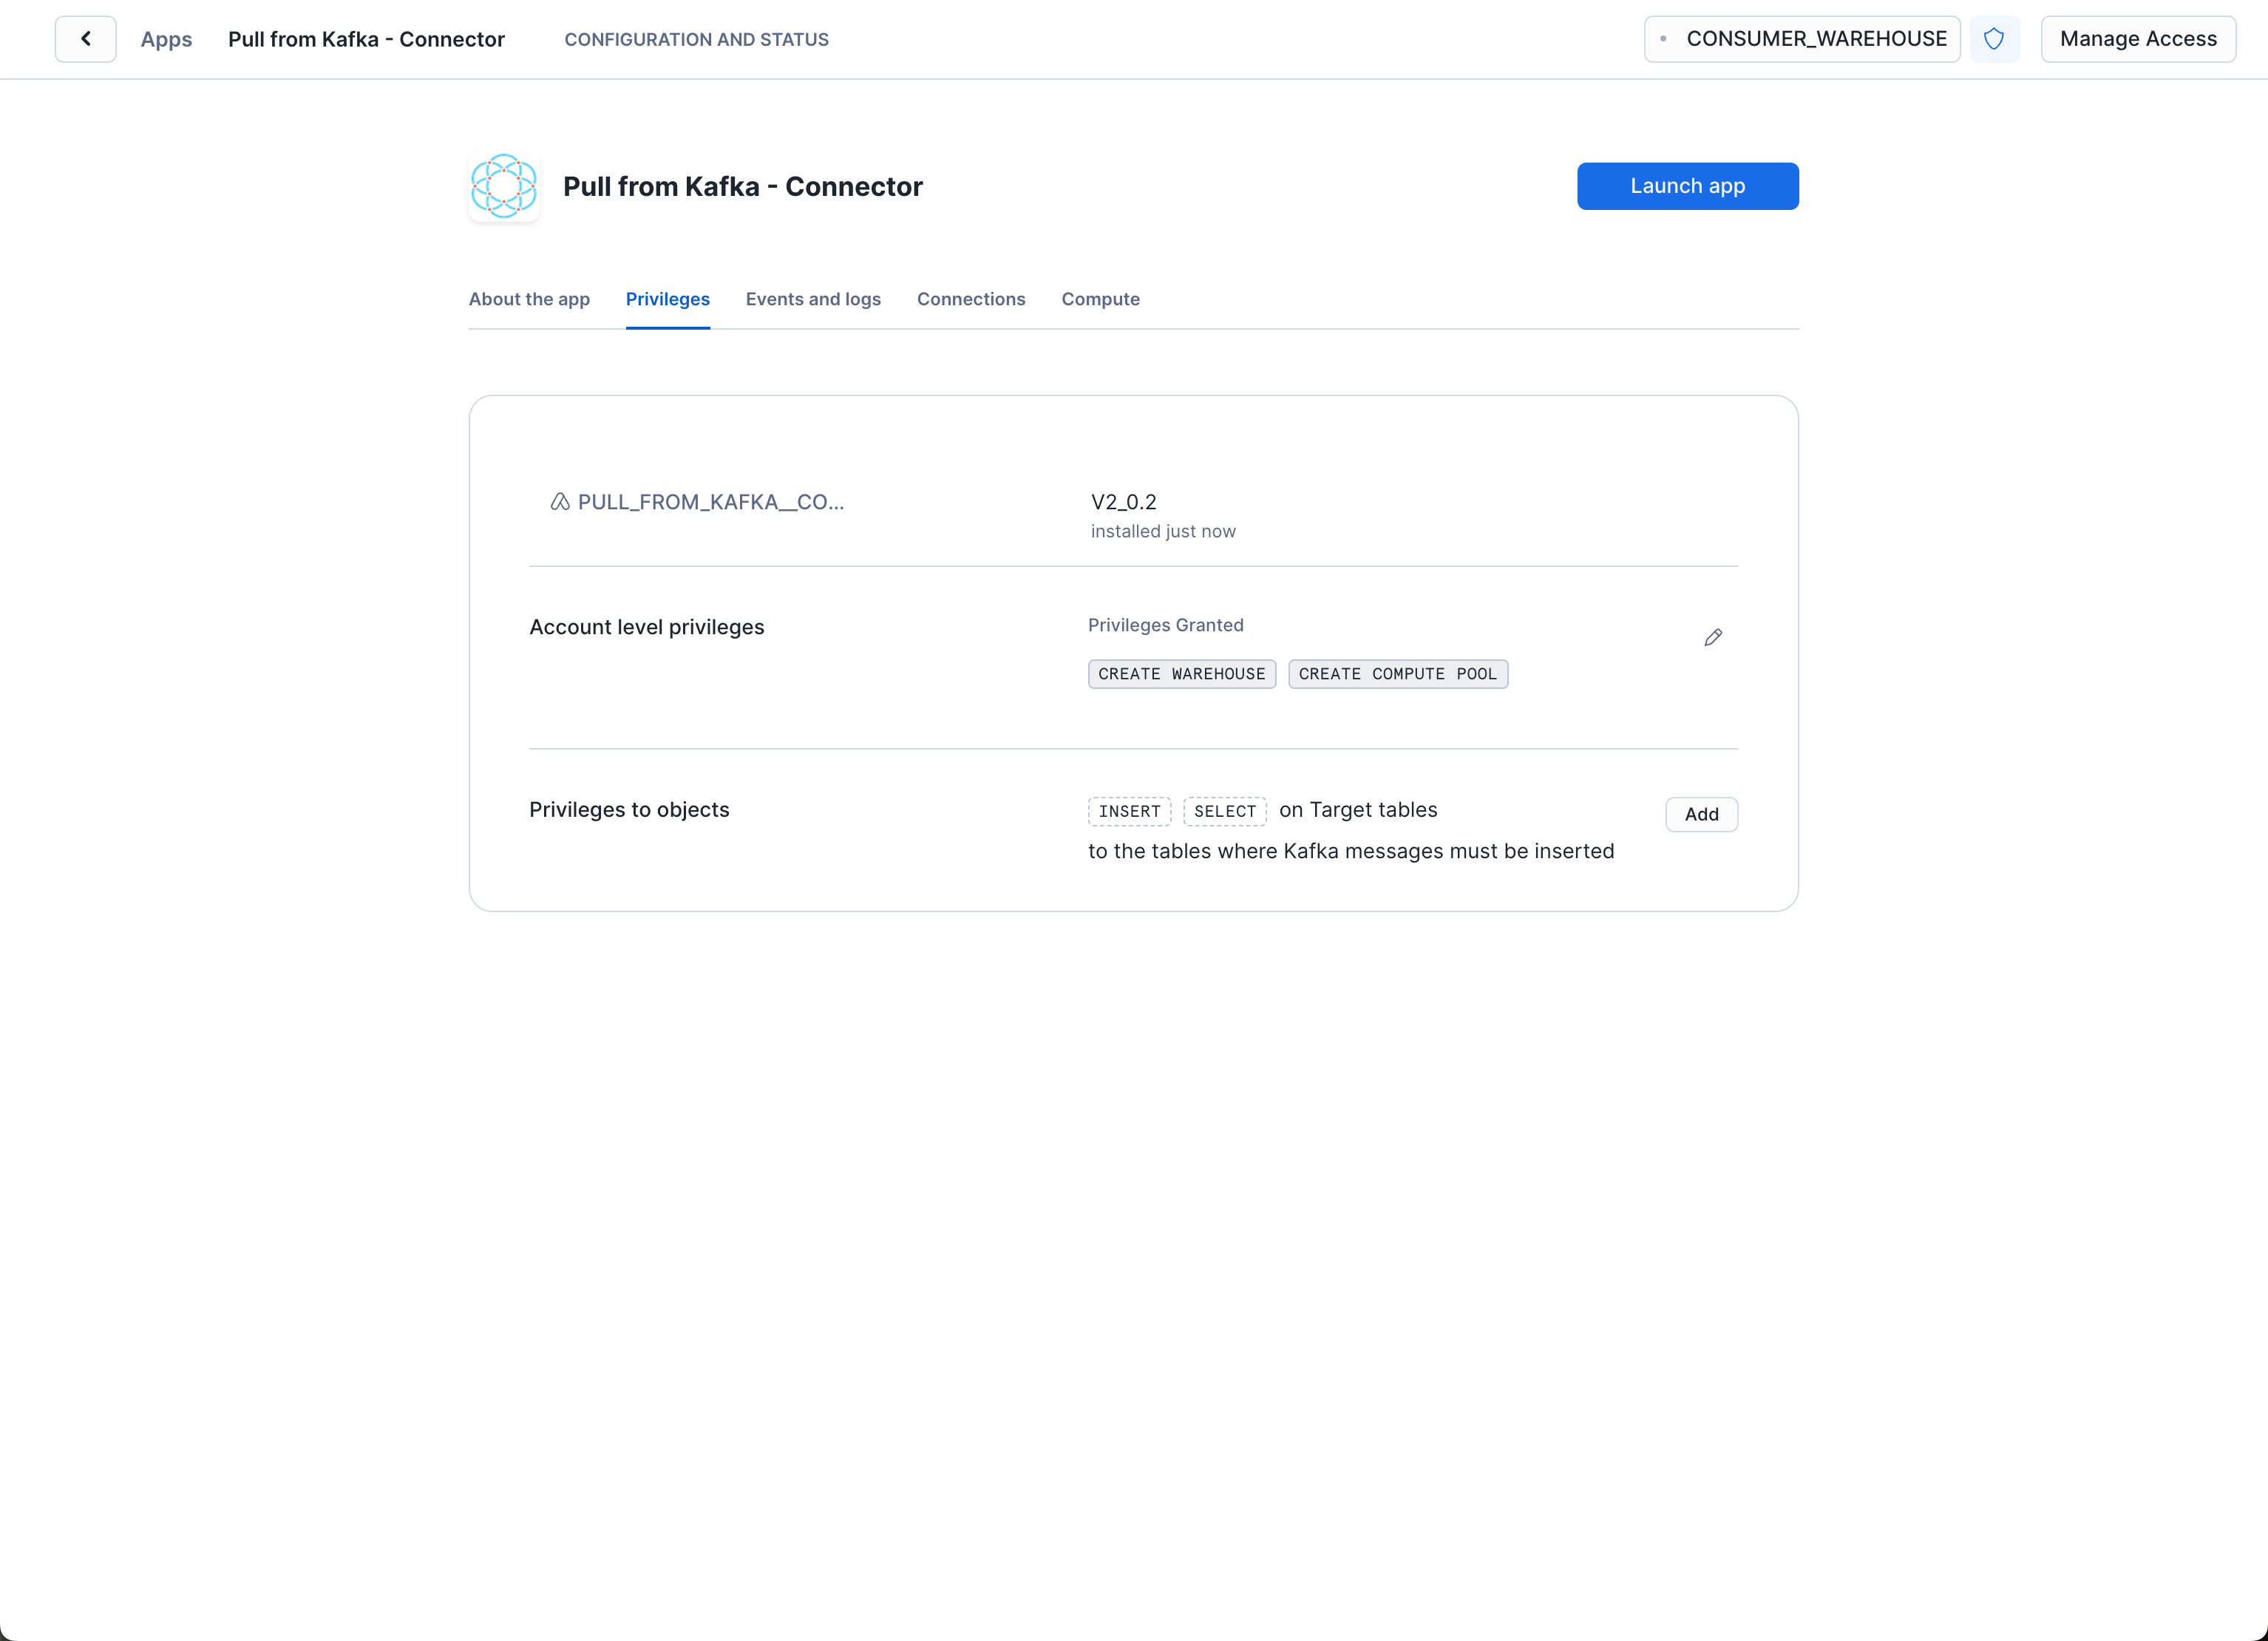 Apps
Pull from Kafka - Connector
CONFIGURATION AND STATUS
CONSUMER_WAREHOUSE
Manage Access
Pull from Kafka - Connector
Launch app
About the app
Privileges
Events and logs
Connections
Compute
PULL_FROM_KAFKA__CO...
V2_0.2
installed just now
Account level privileges
Privileges Granted
CREATE WAREHOUSE
CREATE COMPUTE POOL
Privileges to objects
INSERT SELECT on Target tables
Add
to the tables where Kafka messages must be inserted